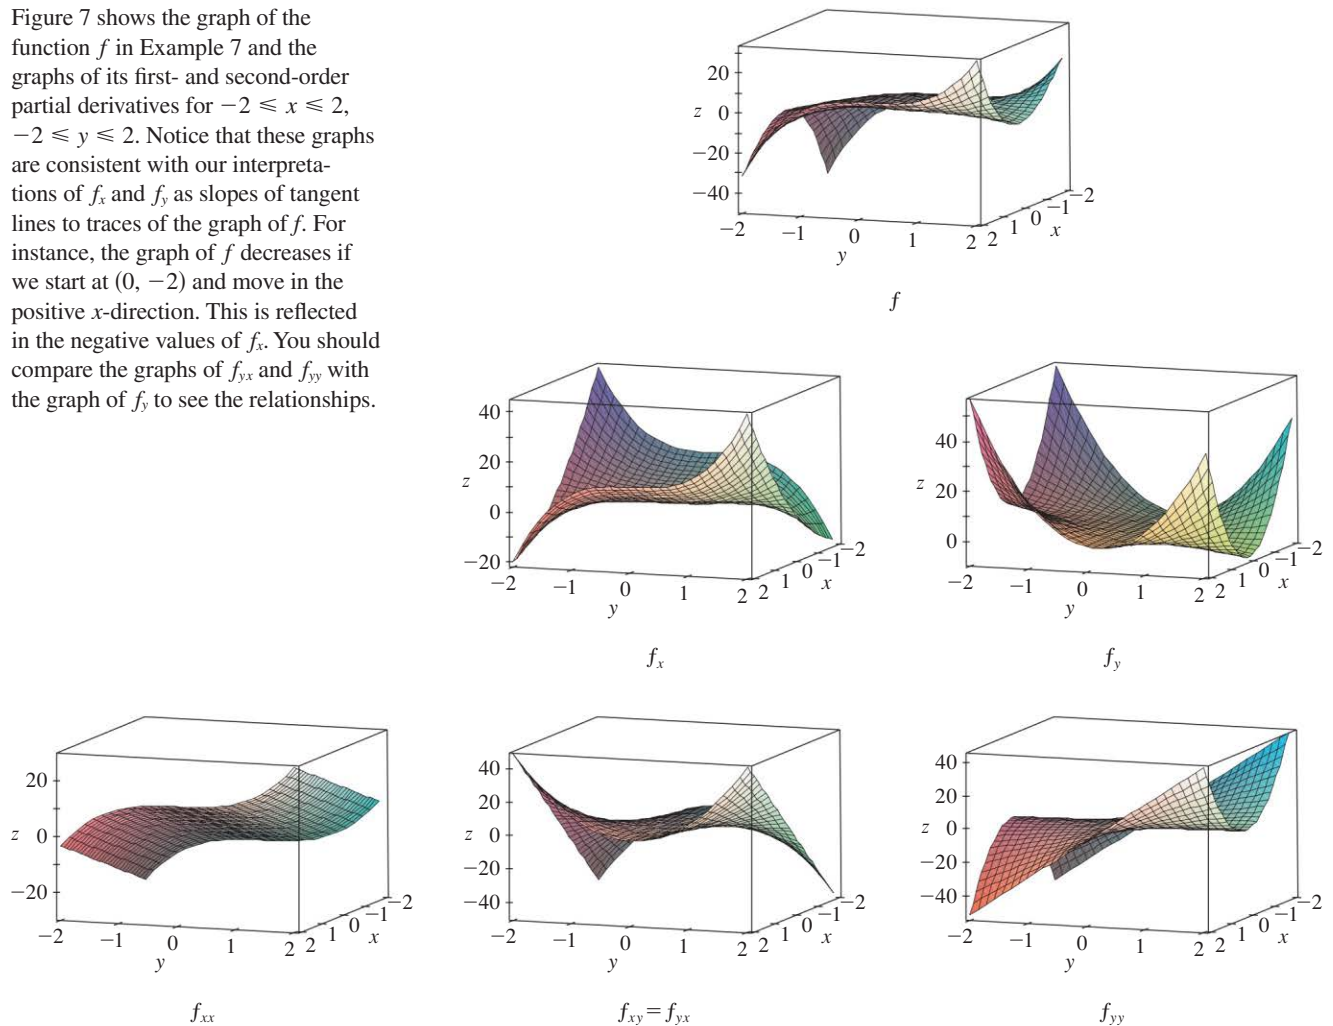 Figure 7 shows the graph of the
function f in Example 7 and the
graphs of its first- and second-order
partial derivatives for −2 ⩽ x ⩽ 2,
−2 ⩽ y ⩽ 2. Notice that these graphs
are consistent with our interpreta-
tions of fx and fy as slopes of tangent
lines to traces of the graph of f. For
instance, the graph of f decreases if
we start at (0, −2) and move in the
positive x-direction. This is reflected
in the negative values of fx. You should
compare the graphs of fyx and fyy with
the graph of fy to see the relationships.
20
z 0
−20
−40
−2 −1 0 1 2 2 1 0 −1 −2
y x
f
40
20
z
0
−20
−2 −1 0 1 2 2 1 0 −1 −2
y x
fx
40
z
20
0
−2 −1 0 1 2 2 1 0 −1 −2
y x
fy
20
z 0
−20
−2 −1 0 1 2 2 1 0 −1 −2
y x
fxx
40
20
z 0
−20
−40
−2 −1 0 1 2 2 1 0 −1 −2
y x
fxy = fyx
40
20
z 0
−20
−40
−2 −1 0 1 2 2 1 0 −1 −2
y x
fyy